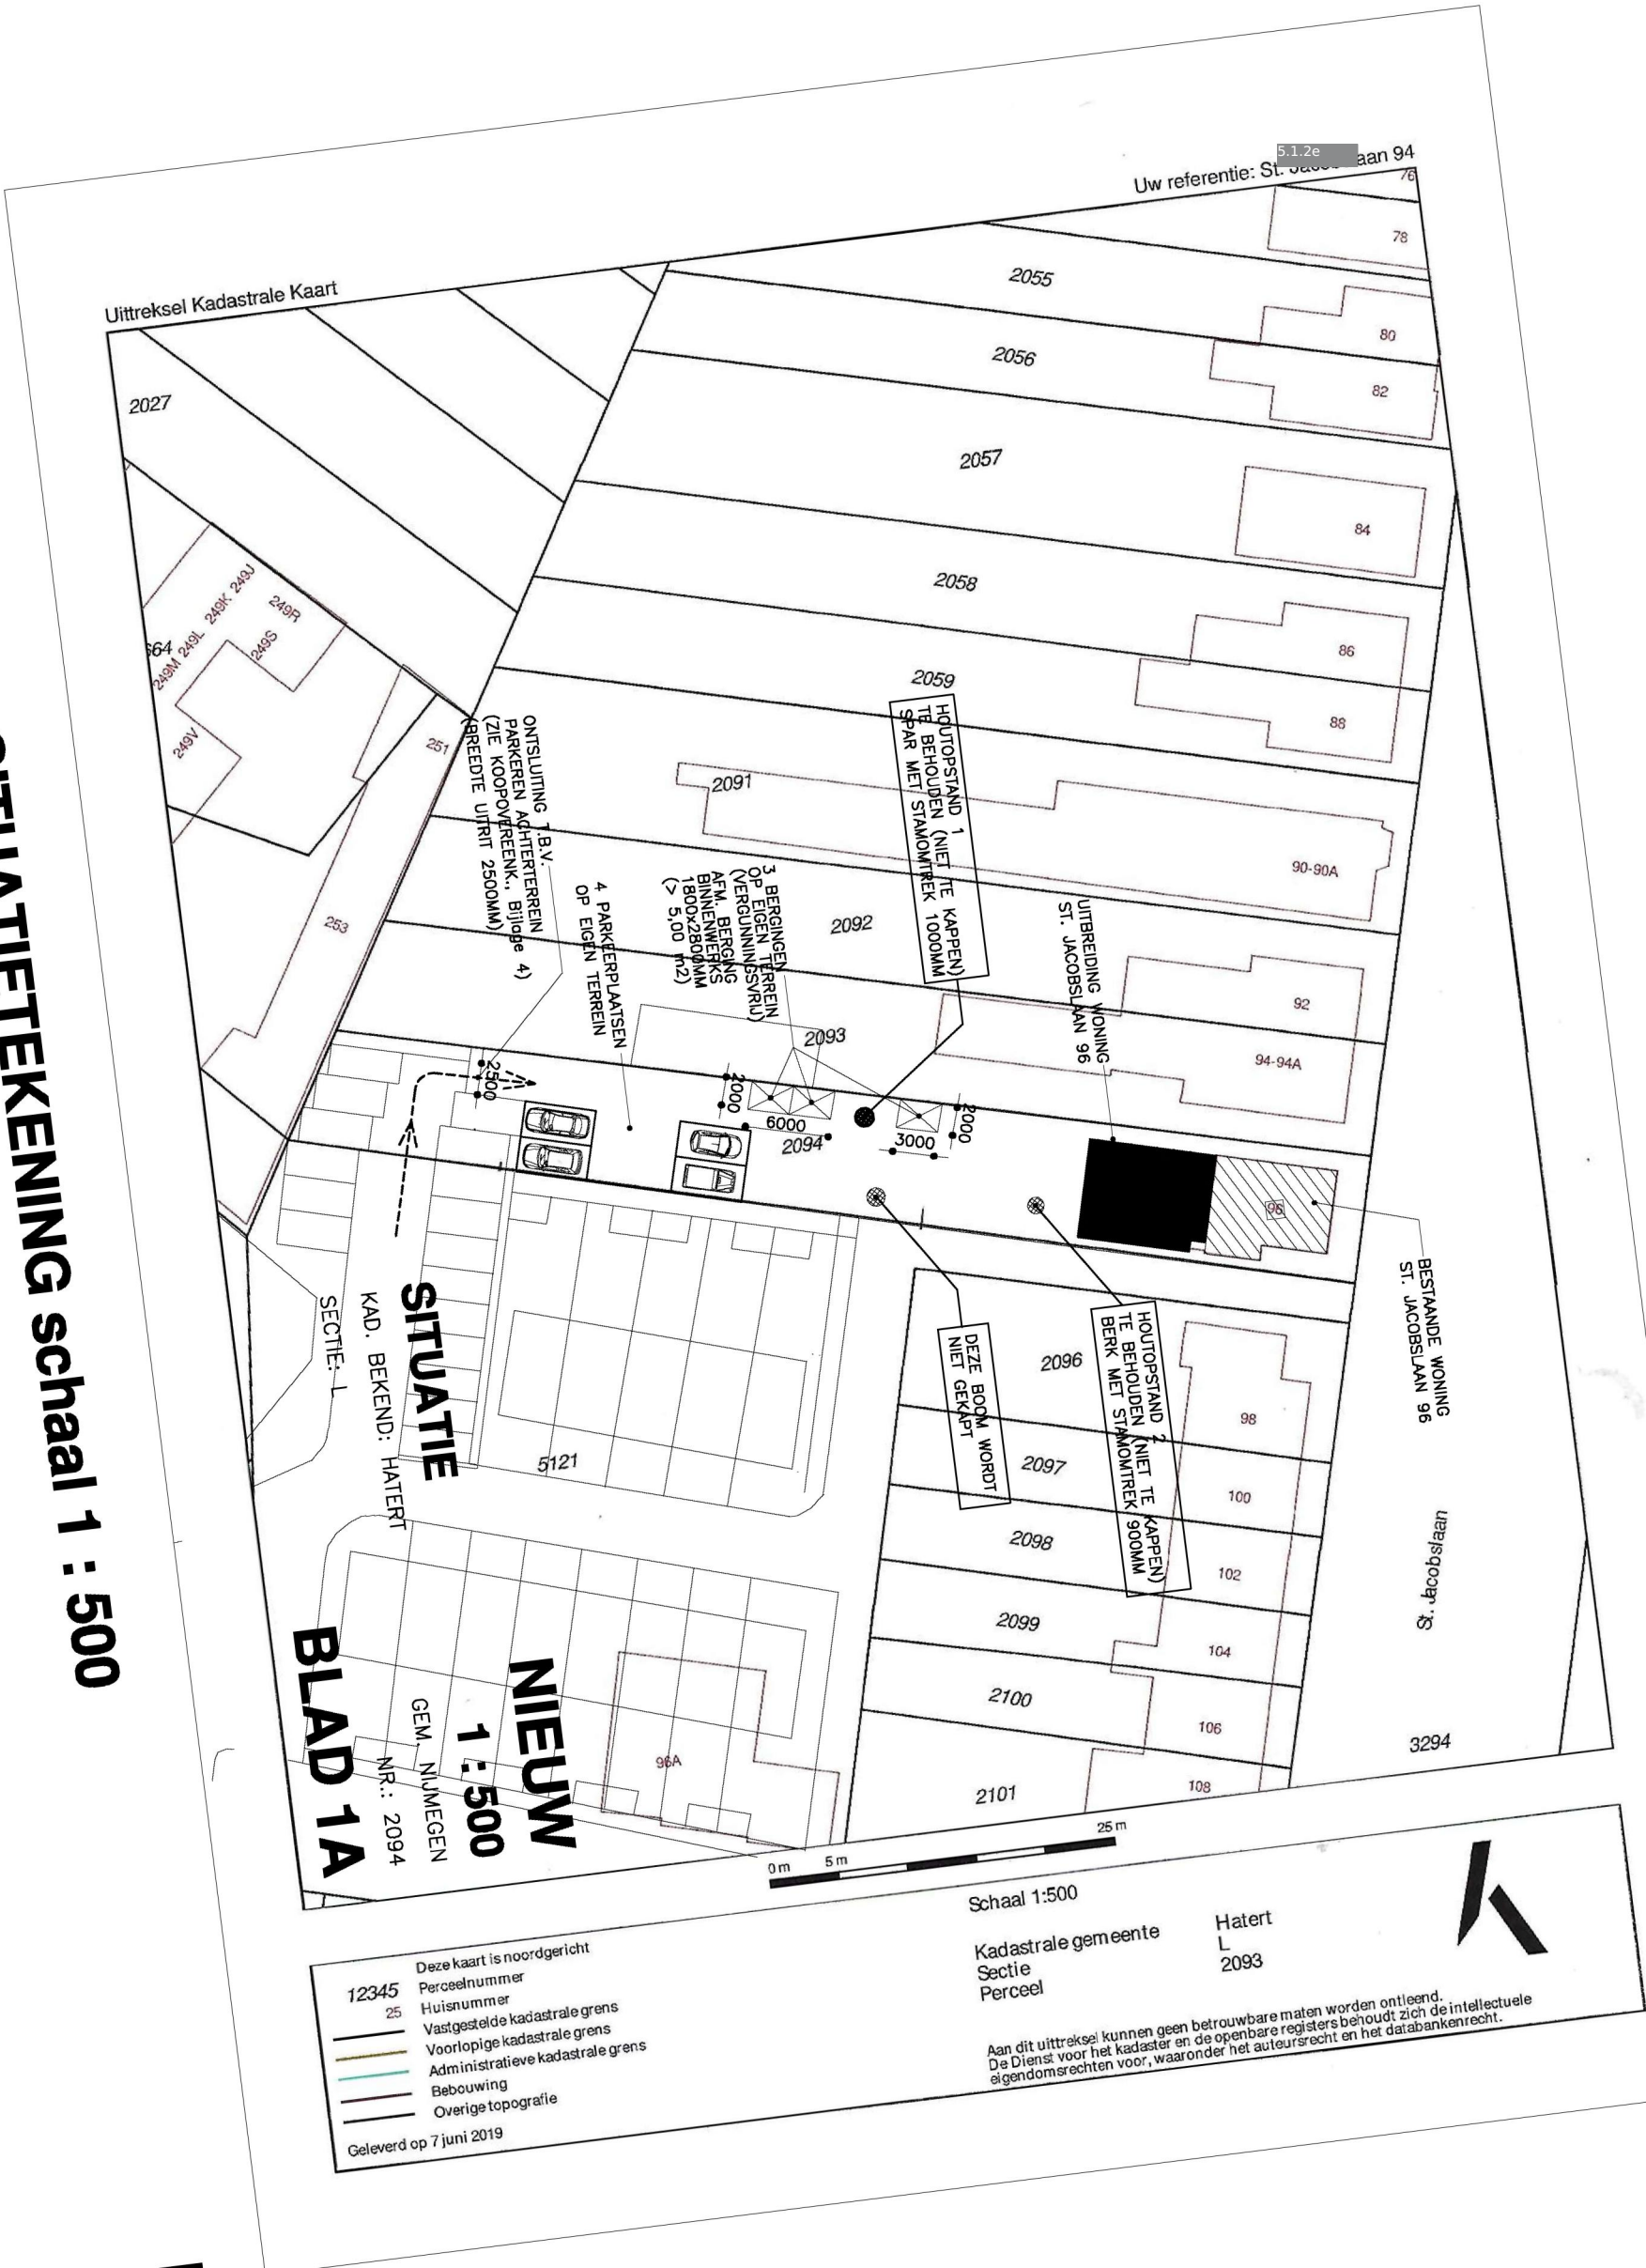 5.1.2e
Uw referentie: St. Jacobslaan 94
Uittreksel Kadastrale Kaart
76
78
2055
80
2056
82
2027
2057
84
2058
249J
249K
249L
249M
249R
249S
249V
86
2059
88
251
2091
90-90A
253
2092
92
2093
94-94A
HOUTOPSTAND 1
TE BEHOUDEN (NIET TE KAPPEN)
SPAR MET STAMOMTREK 1000MM
ONTSLUITING T.B.V.
PARKEREN ACHTERTERREIN
(ZIE KOOPOVEREENK., Bijlage 4)
(BREEDTE UITRIT 2500MM)
4 PARKEERPLAATSEN
OP EIGEN TERREIN
3 BERGINGEN
OP EIGEN TERREIN
(VERGUNNINGSVRIJ)
AFM. BERGING
BINNENWERKS
1800x2800MM
(> 5,00 m2)
UITBREIDING WONING
ST. JACOBSLAAN 96
2500
2000
6000
2094
3000
2000
96
BESTAANDE WONING
ST. JACOBSLAAN 96
HOUTOPSTAND 2
TE BEHOUDEN (NIET TE KAPPEN)
BERK MET STAMOMTREK 900MM
DEZE BOOM WORDT
NIET GEKAPT
2096
98
2097
100
2098
102
2099
104
2100
106
2101
108
5121
96A
St. Jacobslaan
3294
SITUATIE
NIEUW
1:500
KAD. BEKEND: HATERT
GEM. NIJMEGEN
SECTIE: L
NR.: 2094
BLAD 1A
SITUATIETEKENING schaal 1 : 500
0 m
5 m
25 m
Schaal 1:500
Kadastrale gemeente Hatert
Sectie L
Perceel 2093
Deze kaart is noordgericht
12345 Perceelnummer
25 Huisnummer
Vastgestelde kadastrale grens
Voorlopige kadastrale grens
Administratieve kadastrale grens
Bebouwing
Overige topografie
Geleverd op 7 juni 2019
Aan dit uittreksel kunnen geen betrouwbare maten worden ontleend.
De Dienst voor het kadaster en de openbare registers behoudt zich de intellectuele
eigendomsrechten voor, waaronder het auteursrecht en het databankenrecht.